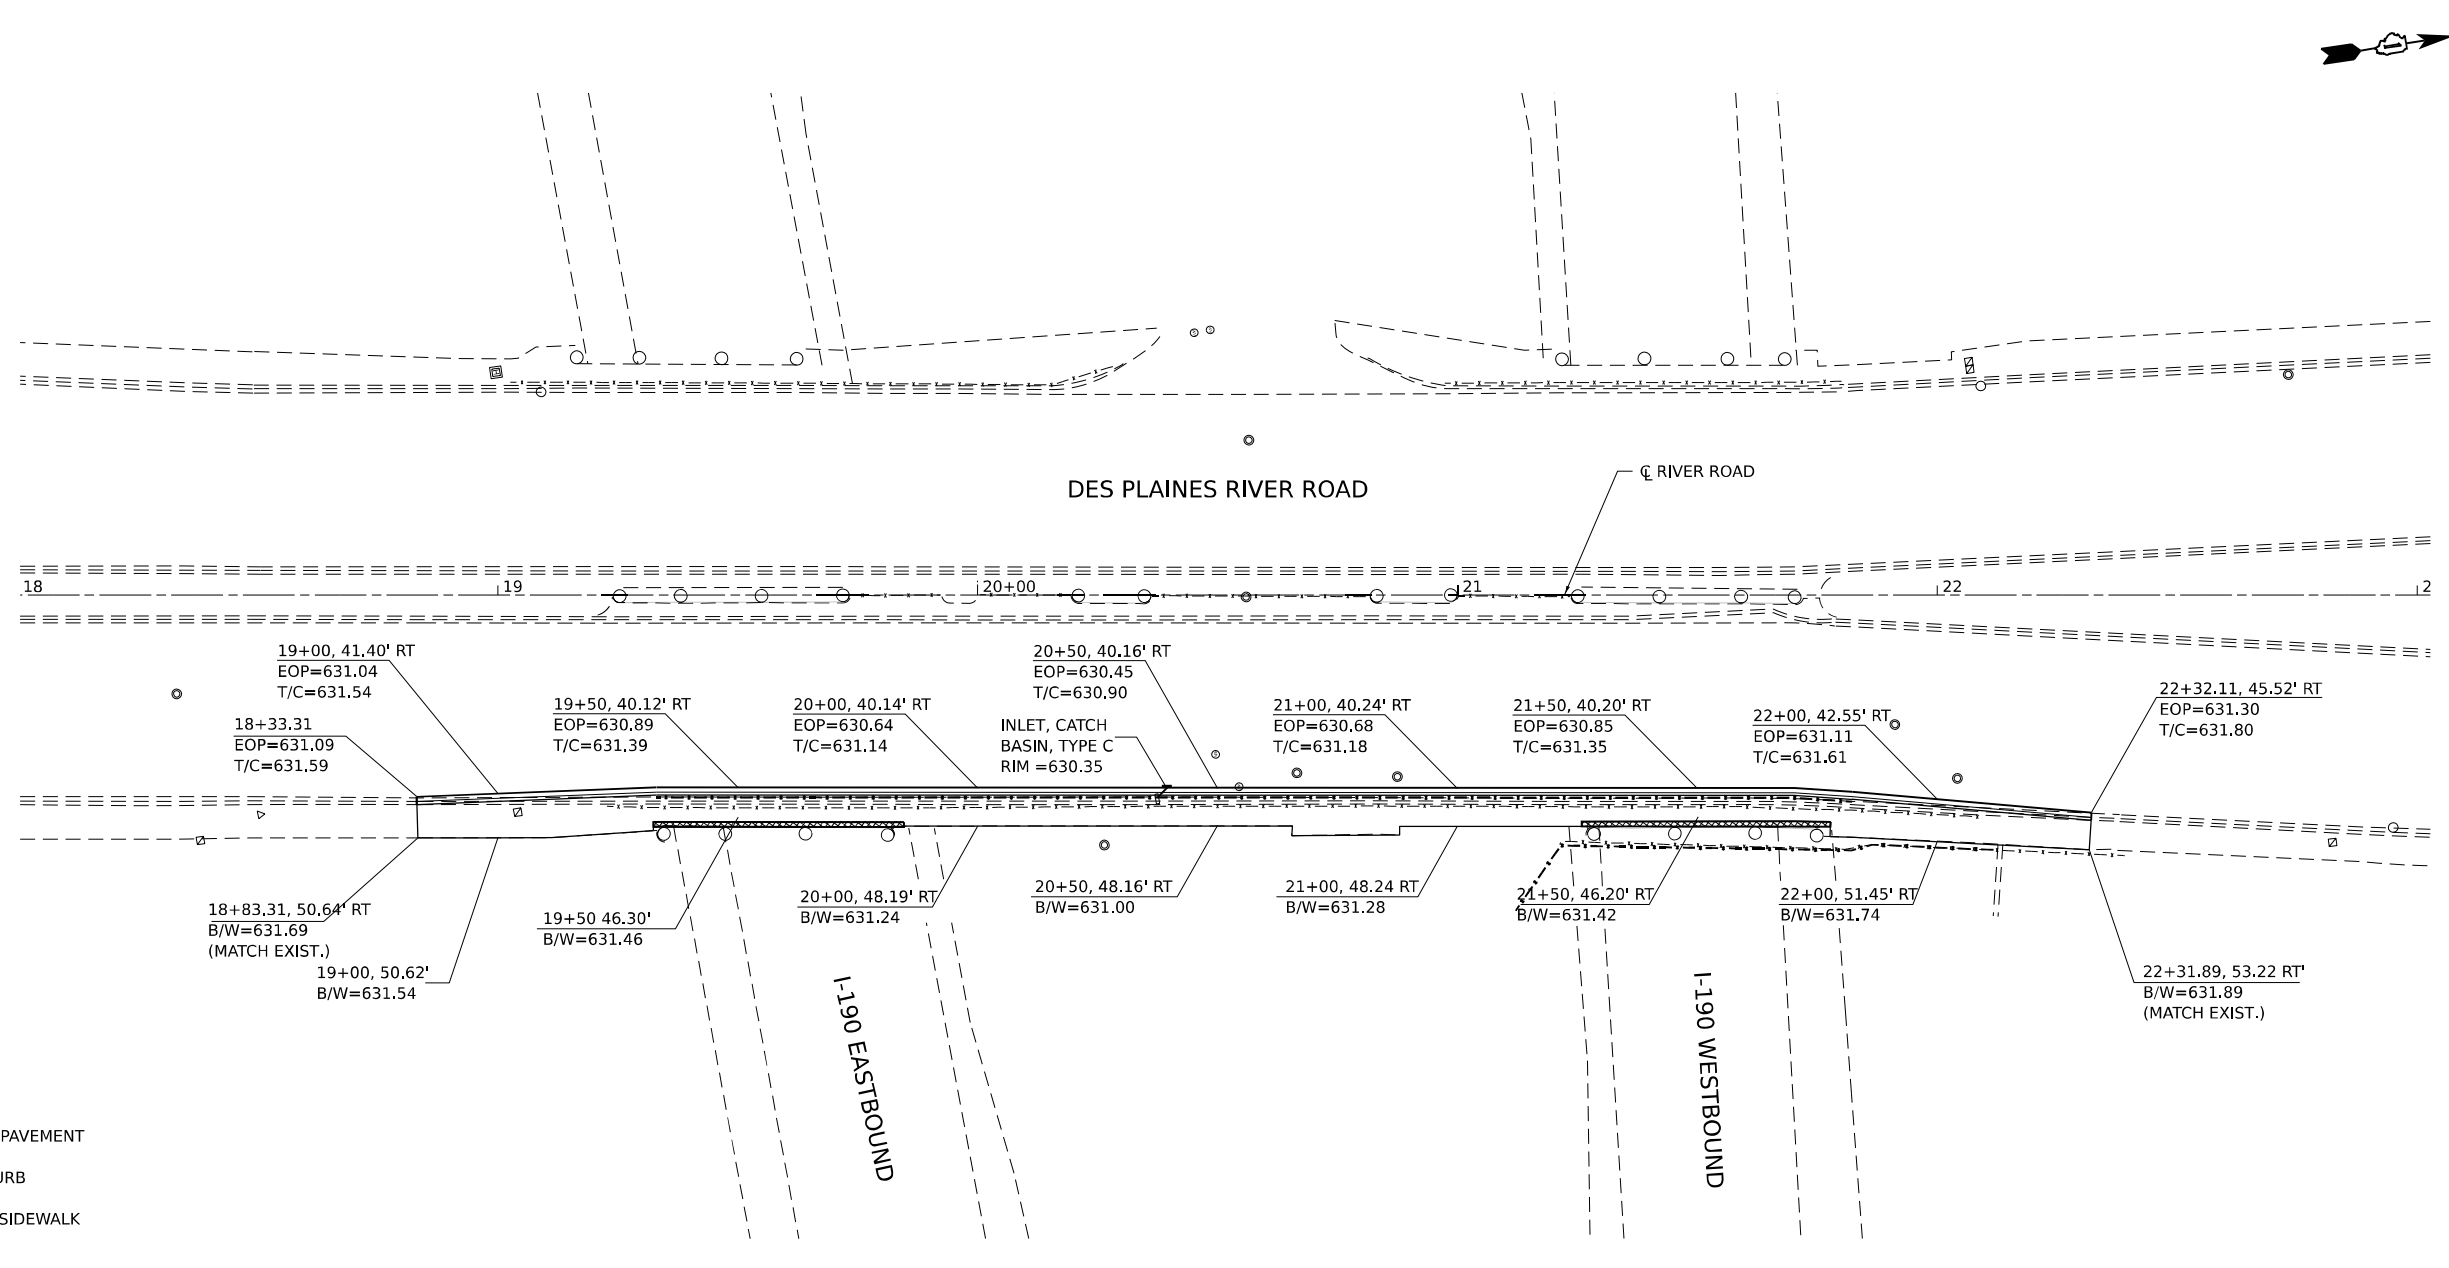 DES PLAINES RIVER ROAD
℄ RIVER ROAD
18
19
20+00
21
22
2
19+00, 41.40' RT
EOP=631.04
T/C=631.54
18+33.31
EOP=631.09
T/C=631.59
19+50, 40.12' RT
EOP=630.89
T/C=631.39
20+00, 40.14' RT
EOP=630.64
T/C=631.14
20+50, 40.16' RT
EOP=630.45
T/C=630.90
INLET, CATCH
BASIN, TYPE C
RIM =630.35
21+00, 40.24' RT
EOP=630.68
T/C=631.18
21+50, 40.20' RT
EOP=630.85
T/C=631.35
22+00, 42.55' RT
EOP=631.11
T/C=631.61
22+32.11, 45.52' RT
EOP=631.30
T/C=631.80
18+83.31, 50.64' RT
B/W=631.69
(MATCH EXIST.)
19+00, 50.62'
B/W=631.54
19+50 46.30'
B/W=631.46
20+00, 48.19' RT
B/W=631.24
20+50, 48.16' RT
B/W=631.00
21+00, 48.24 RT
B/W=631.28
21+50, 46.20' RT
B/W=631.42
22+00, 51.45' RT
B/W=631.74
22+31.89, 53.22 RT'
B/W=631.89
(MATCH EXIST.)
I-190 EASTBOUND
I-190 WESTBOUND
PAVEMENT
URB
SIDEWALK